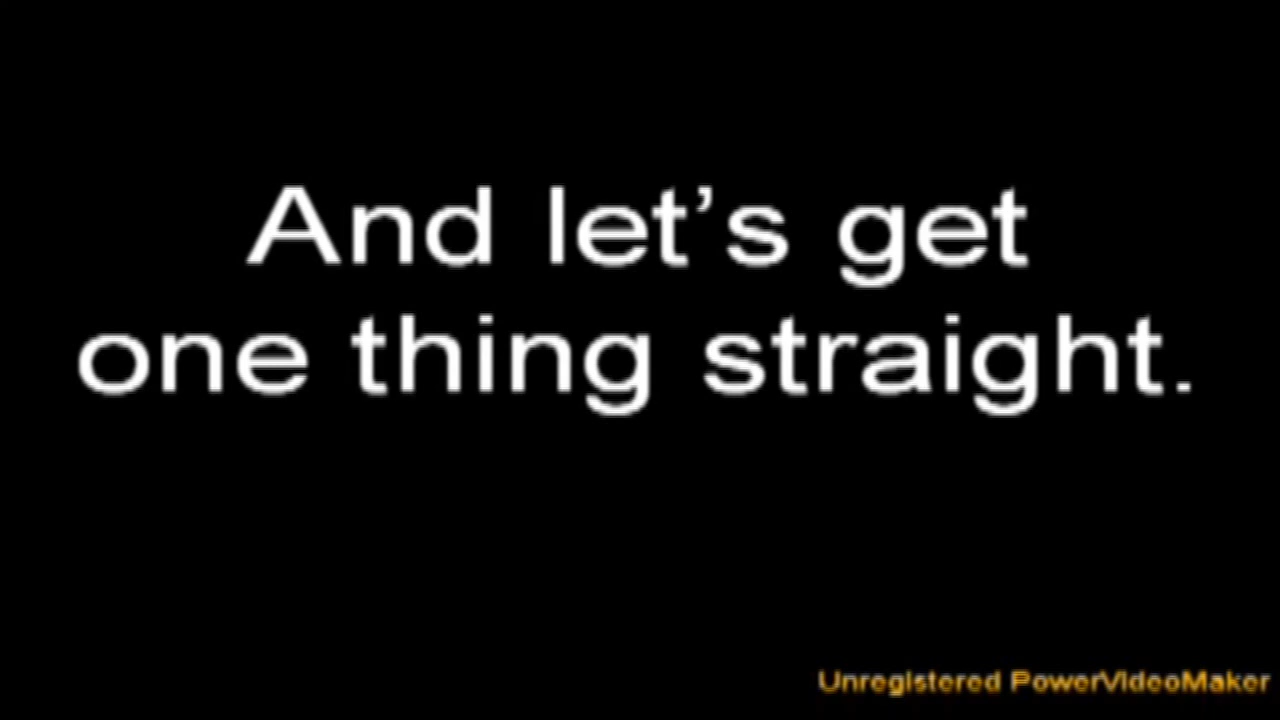 And let’s get
one thing straight.
Unregistered PowerVideoMaker